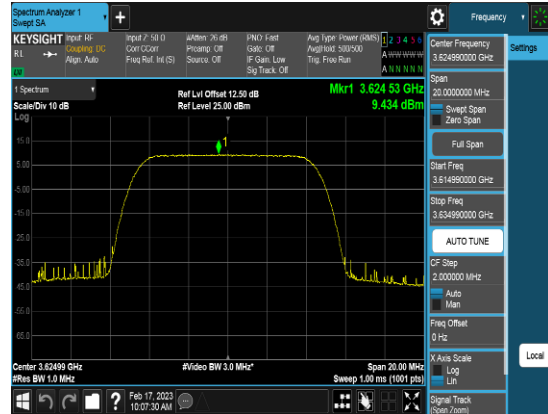 Spectrum Analyzer 1
Swept SA
+
Frequency
KEYSIGHT
RL
Input: RF
Coupling: DC
Align: Auto
Input Z: 50 Ω
Corr CCorr
Freq Ref: Int (S)
#Atten: 26 dB
Preamp: Off
Source: Off
PNO: Fast
Gate: Off
IF Gain: Low
Sig Track: Off
Avg Type: Power (RMS)
Avg|Hold: 500/500
Trig: Free Run
1 2 3 4 5 6
A W W W W W
A N N N N N
1 Spectrum
Scale/Div 10 dB
Log
Ref Lvl Offset 12.50 dB
Ref Level 25.00 dBm
Mkr1 3.624 53 GHz
9.434 dBm
1
15.0
5.00
-5.00
-15.0
-25.0
-35.0
-45.0
-55.0
-65.0
Center 3.62499 GHz
#Res BW 1.0 MHz
#Video BW 3.0 MHz*
Span 20.00 MHz
Sweep 1.00 ms (1001 pts)
Feb 17, 2023
10:07:30 AM
Center Frequency
3.624990000 GHz
Settings
Span
20.0000000 MHz
Swept Span
Zero Span
Full Span
Start Freq
3.614990000 GHz
Stop Freq
3.634990000 GHz
AUTO TUNE
CF Step
2.000000 MHz
Auto
Man
Freq Offset
0 Hz
X Axis Scale
Log
Lin
Local
Signal Track
(Span Zoom)